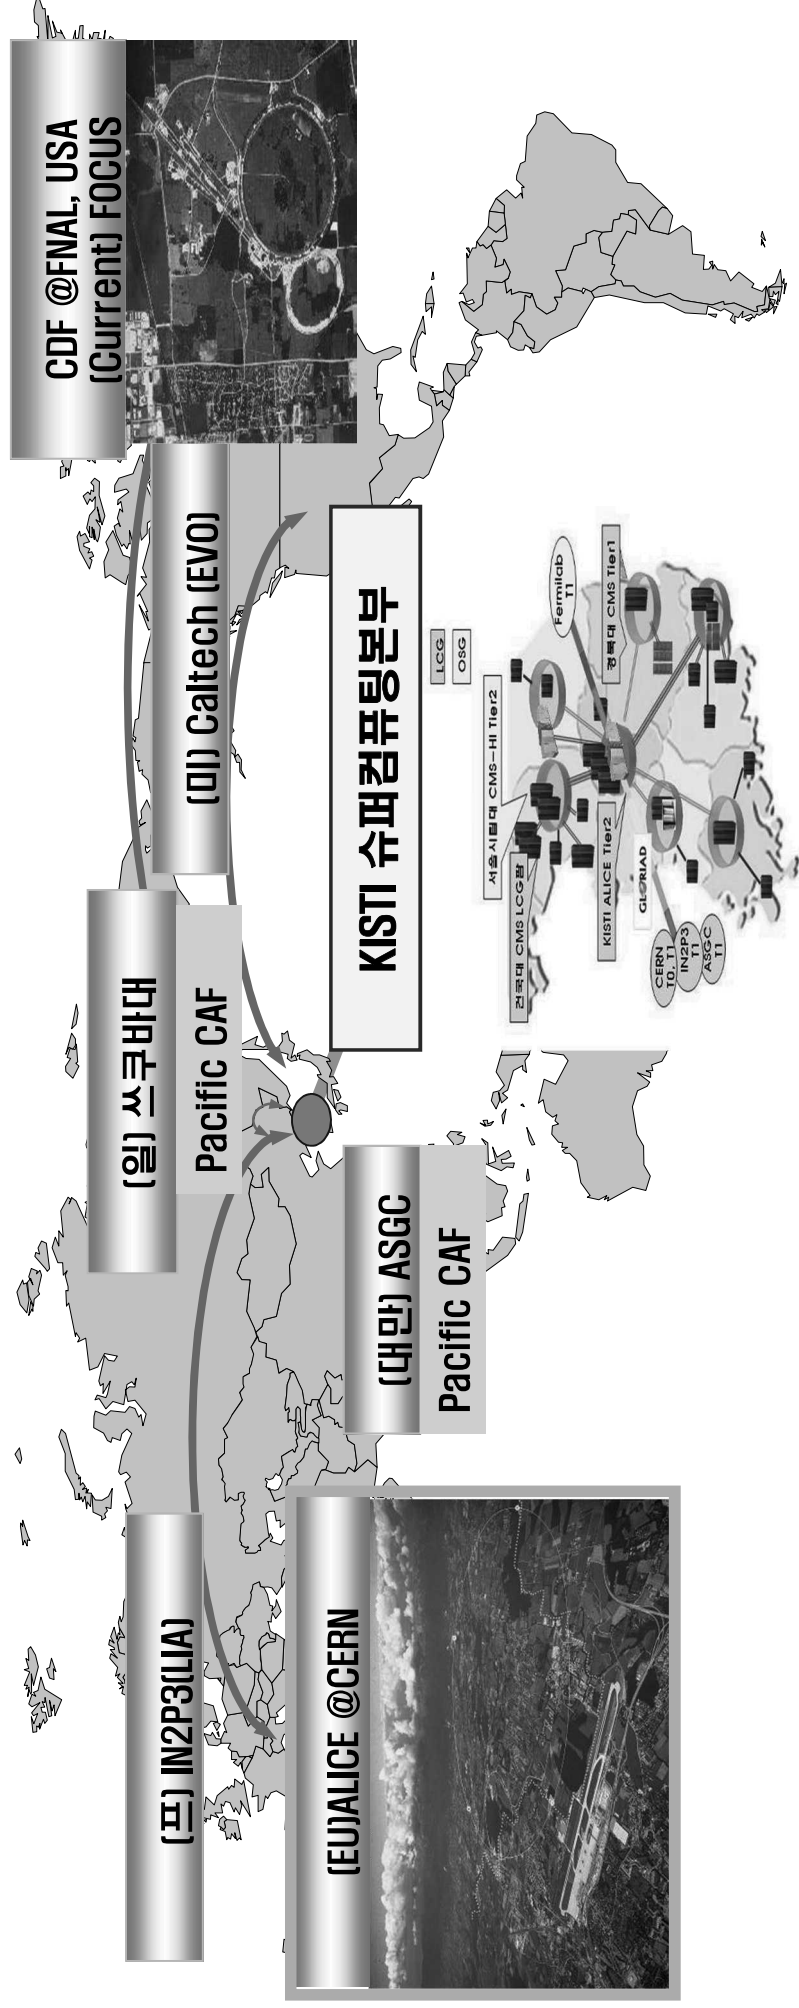 (프) IN2P3(LIA)
(EU)ALICE @CERN
(일) 쓰쿠바대
Pacific CAF
(대만) ASGC
Pacific CAF
(미) Caltech (EVO)
CDF @FNAL, USA
(Current) FOCUS
KISTI 슈퍼컴퓨팅본부
LCG
OSG
서울시립대 CMS-HI Tier2
건국대 CMS LCG팜
Fermilab
T1
경북대 CMS Tier1
KISTI ALICE Tier2
GLORIAD
CERN
T0, T1
IN2P3
T1
ASGC
T1